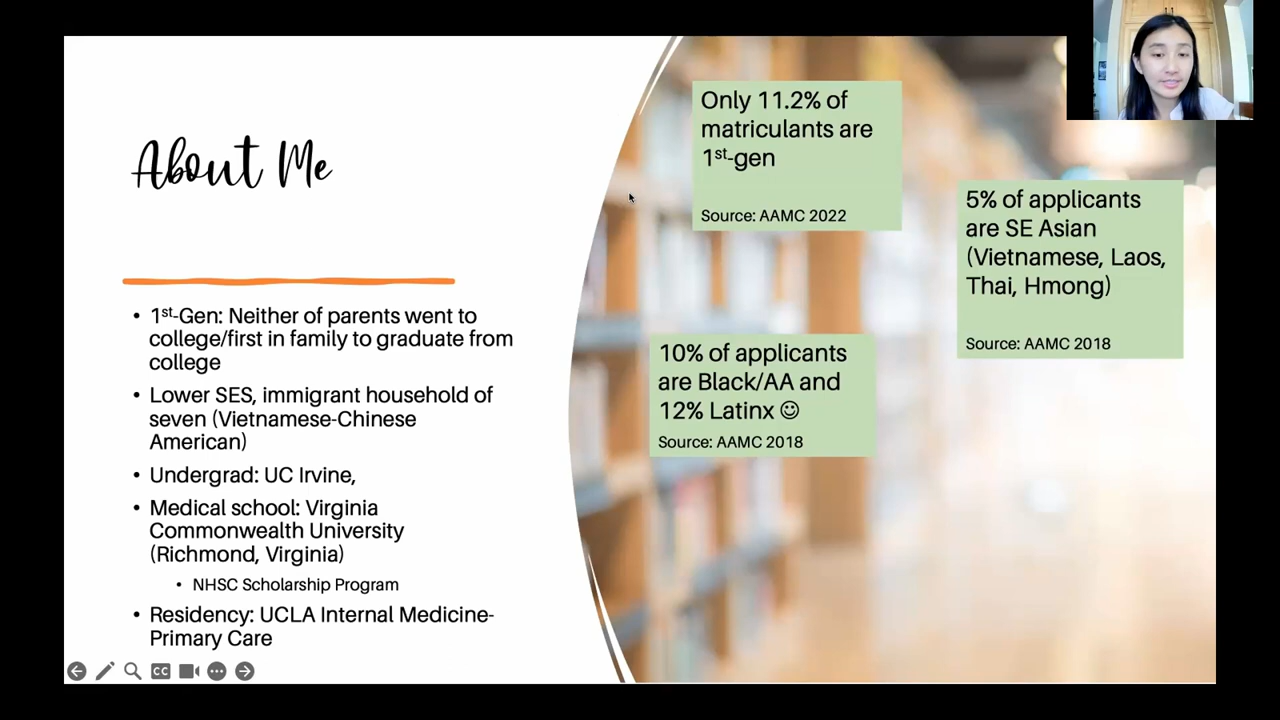 About Me
• 1st-Gen: Neither of parents went to
college/first in family to graduate from
college
• Lower SES, immigrant household of
seven (Vietnamese-Chinese
American)
• Undergrad: UC Irvine,
• Medical school: Virginia
Commonwealth University
(Richmond, Virginia)
• NHSC Scholarship Program
• Residency: UCLA Internal Medicine-
Primary Care
Only 11.2% of
matriculants are
1st-gen
Source: AAMC 2022
5% of applicants
are SE Asian
(Vietnamese, Laos,
Thai, Hmong)
Source: AAMC 2018
10% of applicants
are Black/AA and
12% Latinx ☺
Source: AAMC 2018
CC